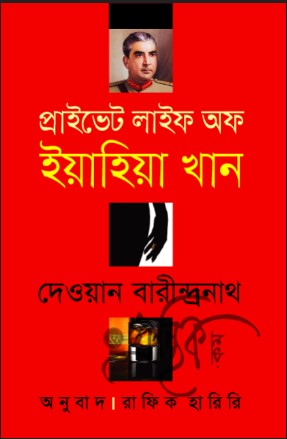 প্রাইভেট লাইফ অফ
ইয়াহিয়া খান
দেওয়ান বারীন্দ্রনাথ
অনুবাদ | রাফিক হারিরি